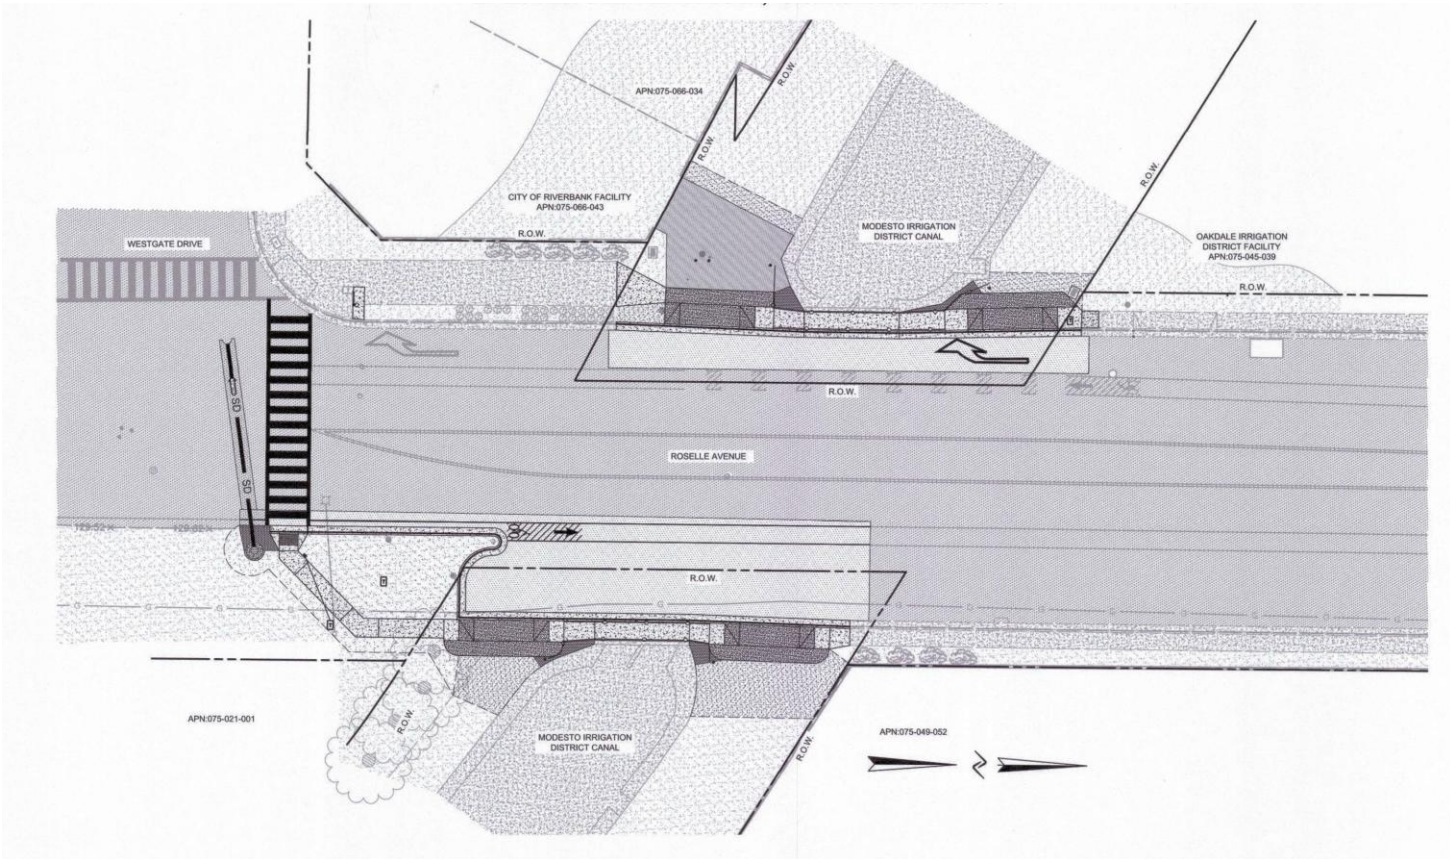 R.O.W.
APN:075-066-034
R.O.W.
R.O.W.
CITY OF RIVERBANK FACILITY
APN:075-066-043
R.O.W.
WESTGATE DRIVE
MODESTO IRRIGATION
DISTRICT CANAL
OAKDALE IRRIGATION
DISTRICT FACILITY
APN:075-045-039
R.O.W.
R.O.W.
SD
ROSELLE AVENUE
SD
R.O.W.
G G G G G G G G G G G G G G
APN:075-021-001
R.O.W.
MODESTO IRRIGATION
DISTRICT CANAL
R.O.W.
APN:075-049-052